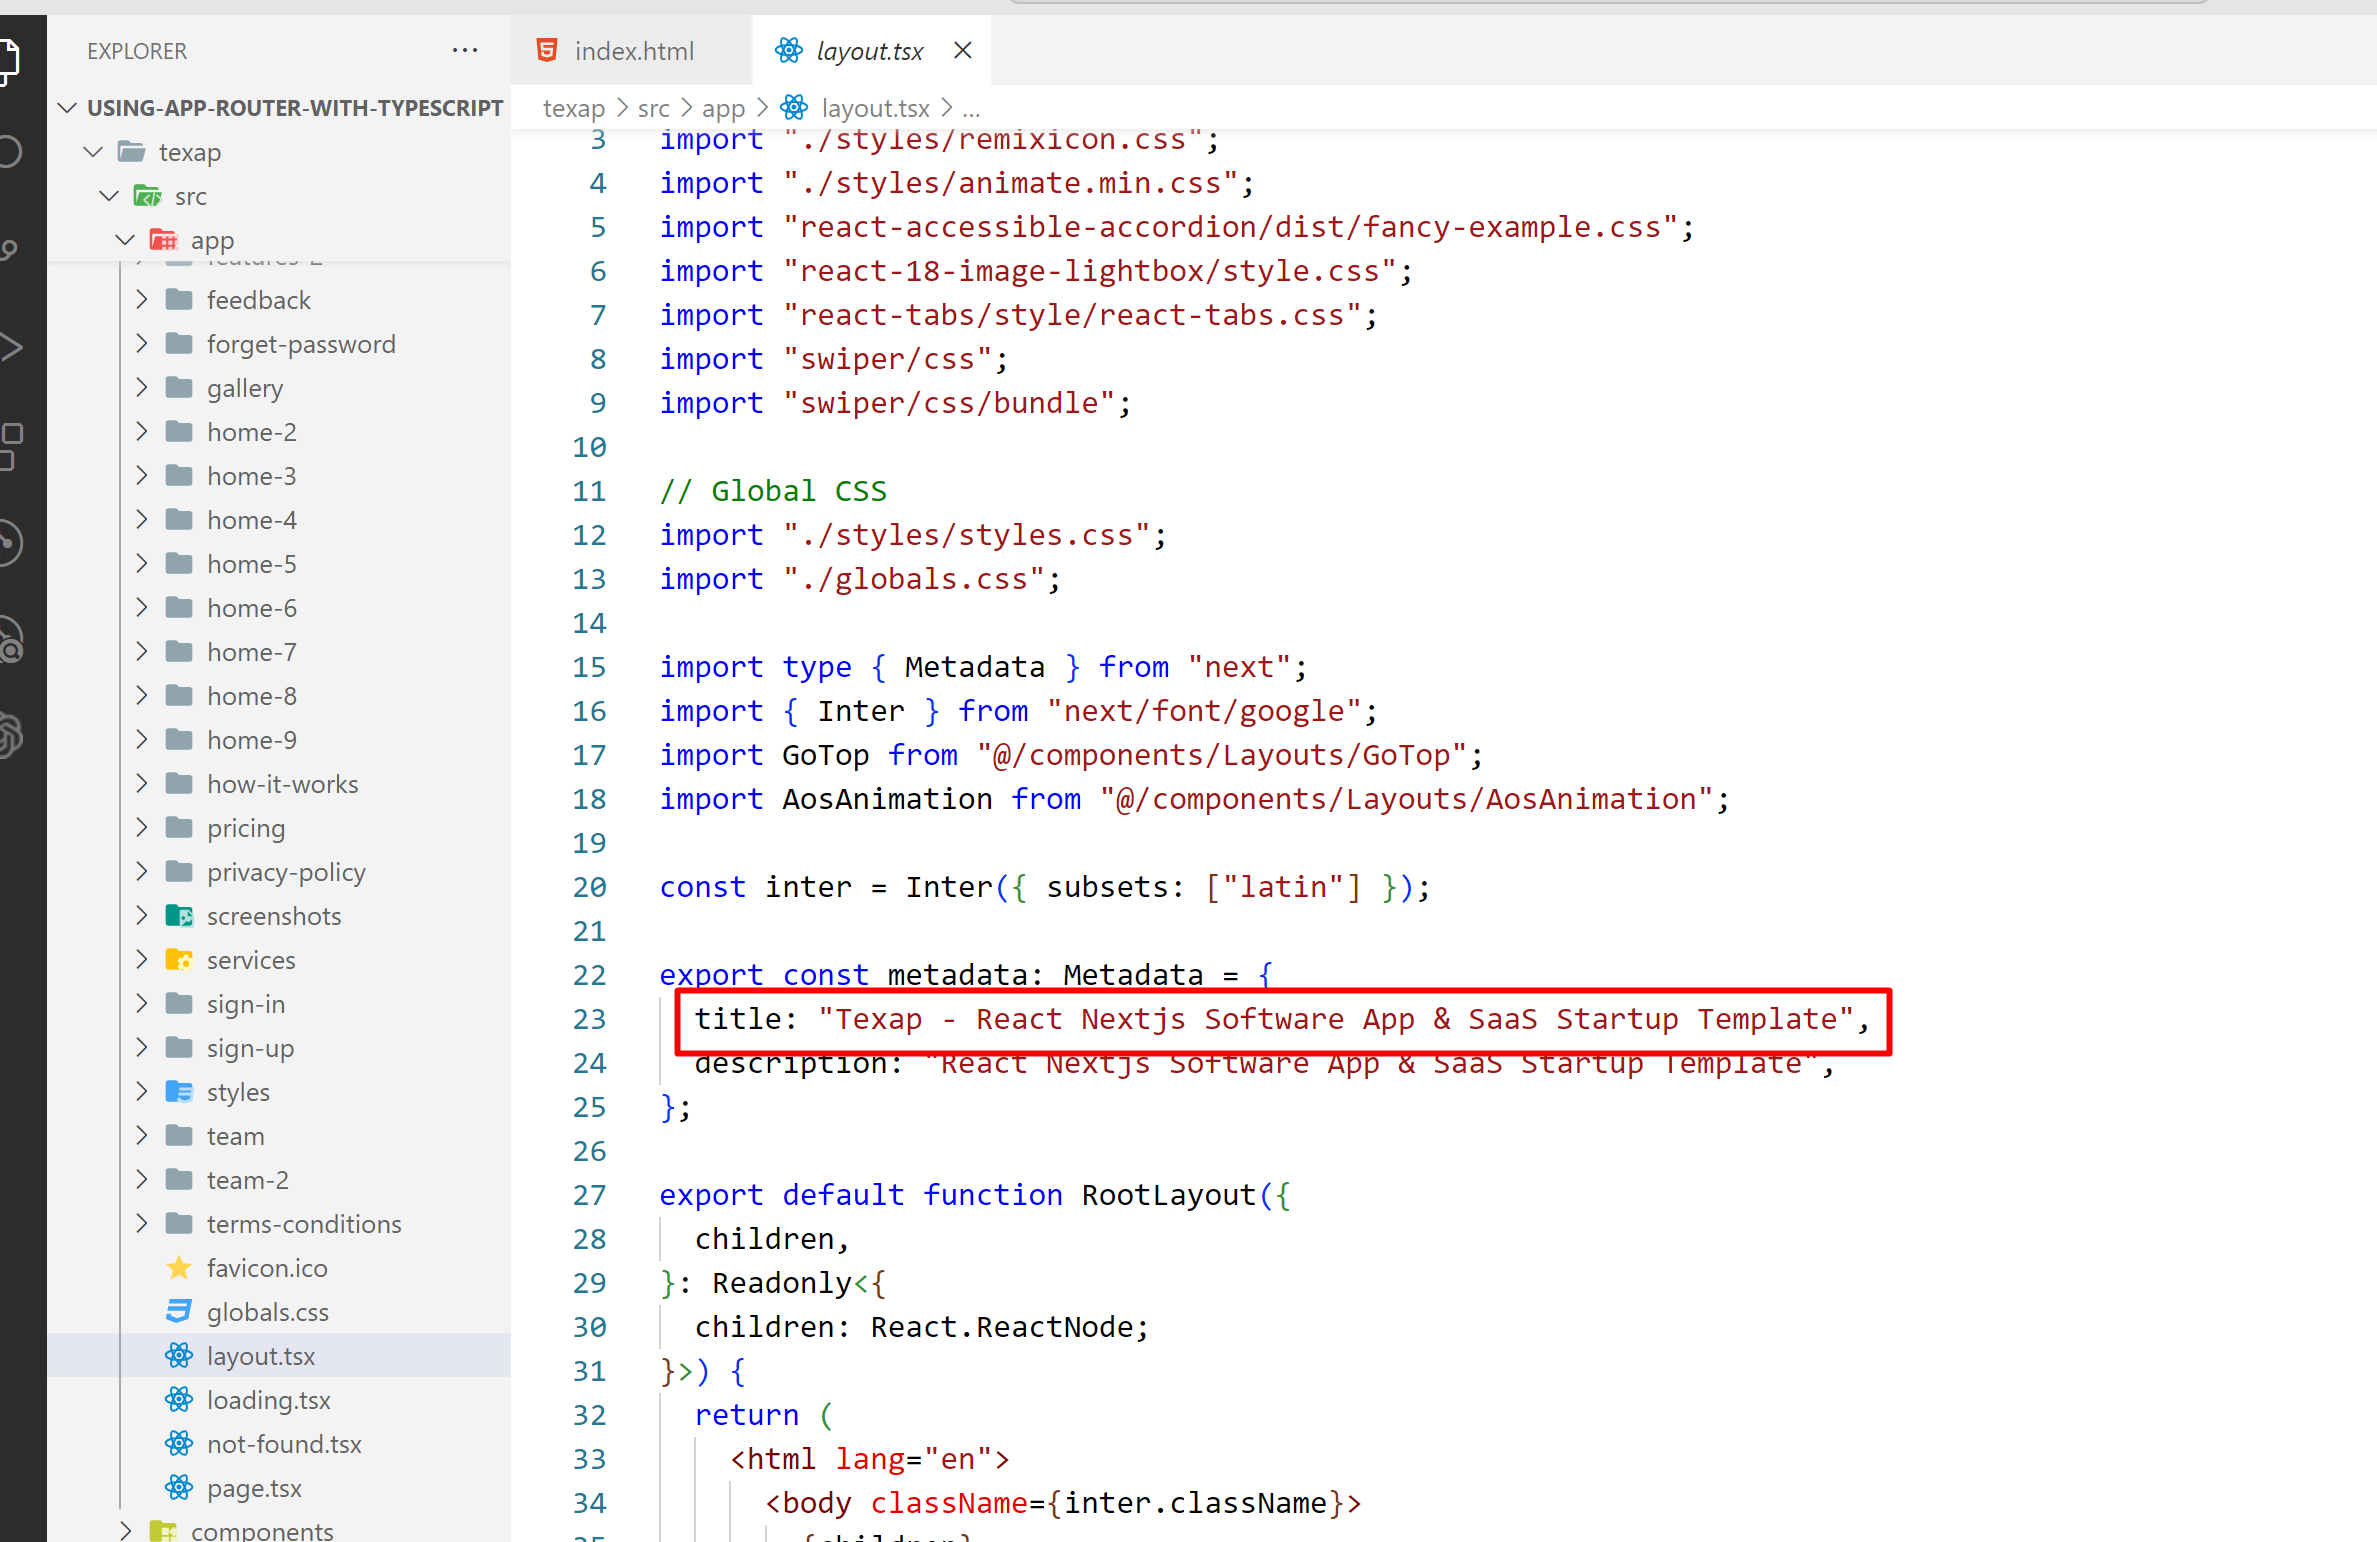 EXPLORER
USING-APP-ROUTER-WITH-TYPESCRIPT
texap
src
app
features-2
feedback
forget-password
gallery
home-2
home-3
home-4
home-5
home-6
home-7
home-8
home-9
how-it-works
pricing
privacy-policy
screenshots
services
sign-in
sign-up
styles
team
team-2
terms-conditions
favicon.ico
globals.css
layout.tsx
loading.tsx
not-found.tsx
page.tsx
components
index.html
layout.tsx
texap > src > app > layout.tsx > ...
3 import "./styles/remixicon.css";
4 import "./styles/animate.min.css";
5 import "react-accessible-accordion/dist/fancy-example.css";
6 import "react-18-image-lightbox/style.css";
7 import "react-tabs/style/react-tabs.css";
8 import "swiper/css";
9 import "swiper/css/bundle";
10
11 // Global CSS
12 import "./styles/styles.css";
13 import "./globals.css";
14
15 import type { Metadata } from "next";
16 import { Inter } from "next/font/google";
17 import GoTop from "@/components/Layouts/GoTop";
18 import AosAnimation from "@/components/Layouts/AosAnimation";
19
20 const inter = Inter({ subsets: ["latin"] });
21
22 export const metadata: Metadata = {
23 title: "Texap - React Nextjs Software App & SaaS Startup Template",
24 description: "React Nextjs Software App & SaaS Startup Template",
25 };
26
27 export default function RootLayout({
28 children,
29 }: Readonly<{
30 children: React.ReactNode;
31 }>) {
32 return (
33 <html lang="en">
34 <body className={inter.className}>
35 {children}